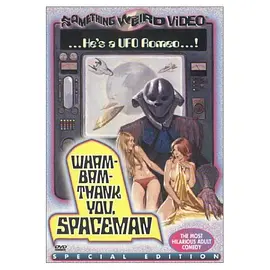 SOMETHING WEIRD VIDEO
...He's a UFO Romeo...!
WHAM-
BAM-
THANK
YOU,
SPACEMAN
THE MOST
HILARIOUS ADULT
COMEDY
DVD
SPECIAL EDITION